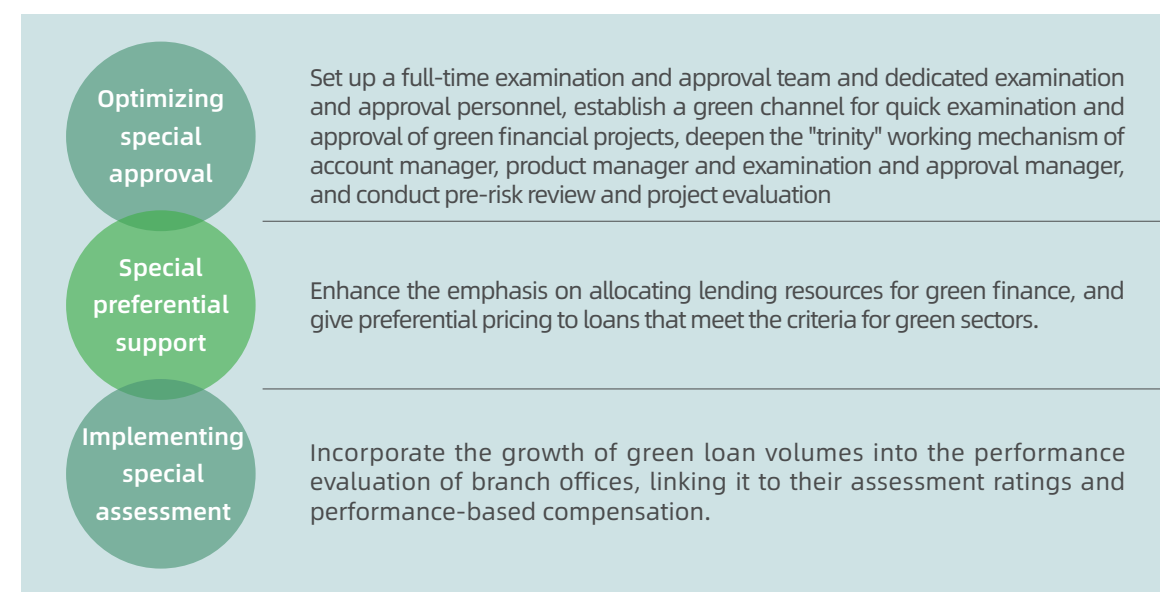 Optimizing
special
approval
Set up a full-time examination and approval team and dedicated examination
and approval personnel, establish a green channel for quick examination and
approval of green financial projects, deepen the "trinity" working mechanism of
account manager, product manager and examination and approval manager,
and conduct pre-risk review and project evaluation
Special
preferential
support
Enhance the emphasis on allocating lending resources for green finance, and
give preferential pricing to loans that meet the criteria for green sectors.
Implementing
special
assessment
Incorporate the growth of green loan volumes into the performance
evaluation of branch offices, linking it to their assessment ratings and
performance-based compensation.